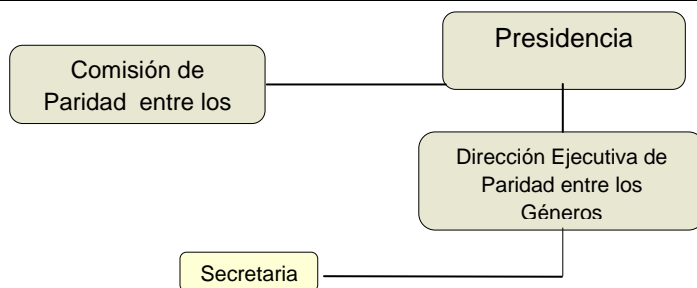 Presidencia
Comisión de
Paridad entre los
Dirección Ejecutiva de
Paridad entre los
Géneros
Secretaria